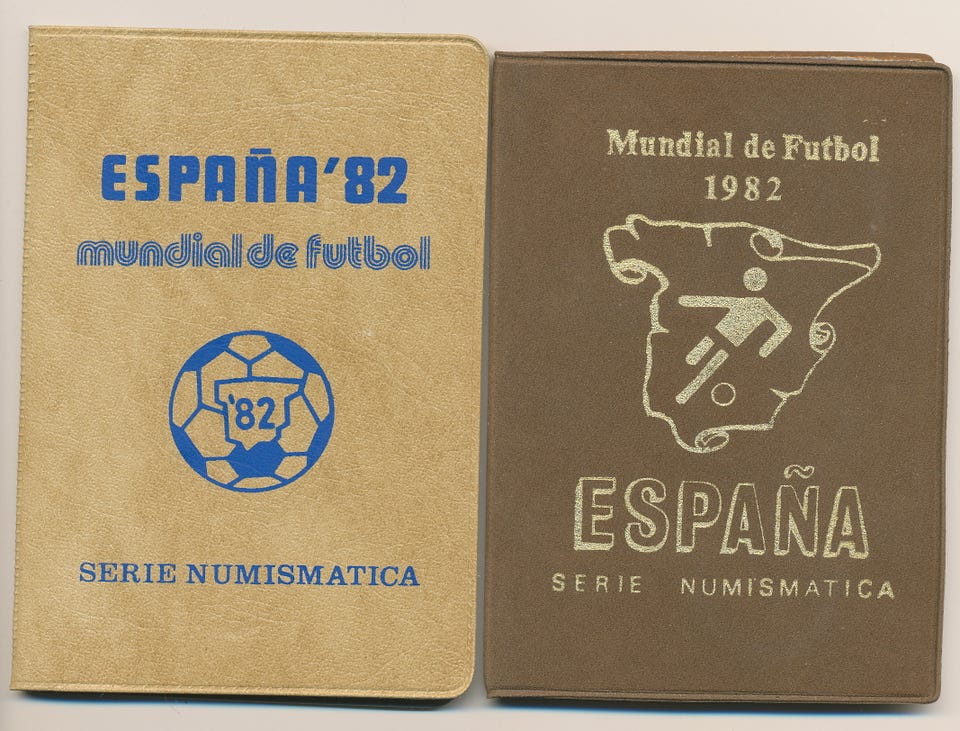 ESPAÑA'82
mundial de futbol
'82
SERIE NUMISMATICA
Mundial de Futbol
1982
ESPAÑA
SERIE NUMISMATICA